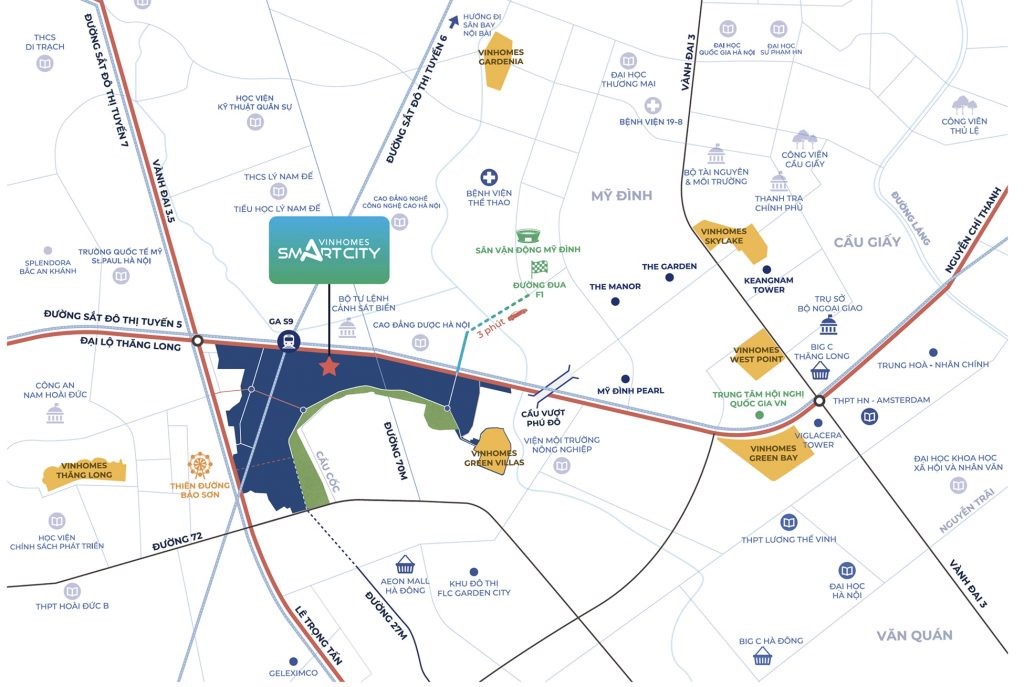 HƯỚNG ĐI
SÂN BAY
NỘI BÀI
THCS
DI TRẠCH
ĐƯỜNG SẮT ĐÔ THỊ TUYẾN 7
ĐƯỜNG SẮT ĐÔ THỊ TUYẾN 6
VINHOMES
GARDENIA
VÀNH ĐAI 3
ĐẠI HỌC
QUỐC GIA HÀ NỘI
ĐẠI HỌC
SƯ PHẠM HN
ĐẠI HỌC
THƯƠNG MẠI
HỌC VIỆN
KỸ THUẬT QUÂN SỰ
BỆNH VIỆN 19-8
CÔNG VIÊN
THỦ LỆ
CÔNG VIÊN
CẦU GIẤY
BỘ TÀI NGUYÊN
& MÔI TRƯỜNG
VÀNH ĐAI 3.5
THCS LÝ NAM ĐẾ
TIỂU HỌC LÝ NAM ĐẾ
CAO ĐẲNG NGHỀ
CÔNG NGHỆ CAO HÀ NỘI
BỆNH VIỆN
THỂ THAO
MỸ ĐÌNH
THANH TRA
CHÍNH PHỦ
ĐƯỜNG LÁNG
NGUYỄN CHÍ THANH
VINHOMES
SKYLAKE
CẦU GIẤY
VINHOMES
SMARTCITY
SPLENDORA
BẮC AN KHÁNH
TRƯỜNG QUỐC TẾ MỸ
St.PAUL HÀ NỘI
SÂN VẬN ĐỘNG MỸ ĐÌNH
ĐƯỜNG ĐUA
F1
THE GARDEN
THE MANOR
KEANGNAM
TOWER
BỘ TƯ LỆNH
CẢNH SÁT BIỂN
TRỤ SỞ
BỘ NGOẠI GIAO
ĐƯỜNG SẮT ĐÔ THỊ TUYẾN 5
GA S9
CAO ĐẲNG DƯỢC HÀ NỘI
3 phút
ĐẠI LỘ THĂNG LONG
BIG C
THĂNG LONG
VINHOMES
WEST POINT
TRUNG HOÀ - NHÂN CHÍNH
CÔNG AN
NAM HOÀI ĐỨC
MỸ ĐÌNH PEARL
TRUNG TÂM HỘI NGHỊ
QUỐC GIA VN
THPT HN - AMSTERDAM
CẦU VƯỢT
PHÚ ĐÔ
ĐƯỜNG 70M
CẦU CỐC
VIỆN MÔI TRƯỜNG
NÔNG NGHIỆP
VIGLACERA
TOWER
VINHOMES
GREEN VILLAS
VINHOMES
GREEN BAY
VINHOMES
THĂNG LONG
THIÊN ĐƯỜNG
BẢO SƠN
ĐẠI HỌC KHOA HỌC
XÃ HỘI VÀ NHÂN VĂN
NGUYỄN TRÃI
HỌC VIỆN
CHÍNH SÁCH PHÁT TRIỂN
ĐƯỜNG 72
THPT LƯƠNG THẾ VINH
AEON MALL
HÀ ĐÔNG
KHU ĐÔ THỊ
FLC GARDEN CITY
ĐẠI HỌC
HÀ NỘI
VÀNH ĐAI 3
THPT HOÀI ĐỨC B
ĐƯỜNG 27M
LÊ TRỌNG TẤN
VĂN QUÁN
BIG C HÀ ĐÔNG
GELEXIMCO